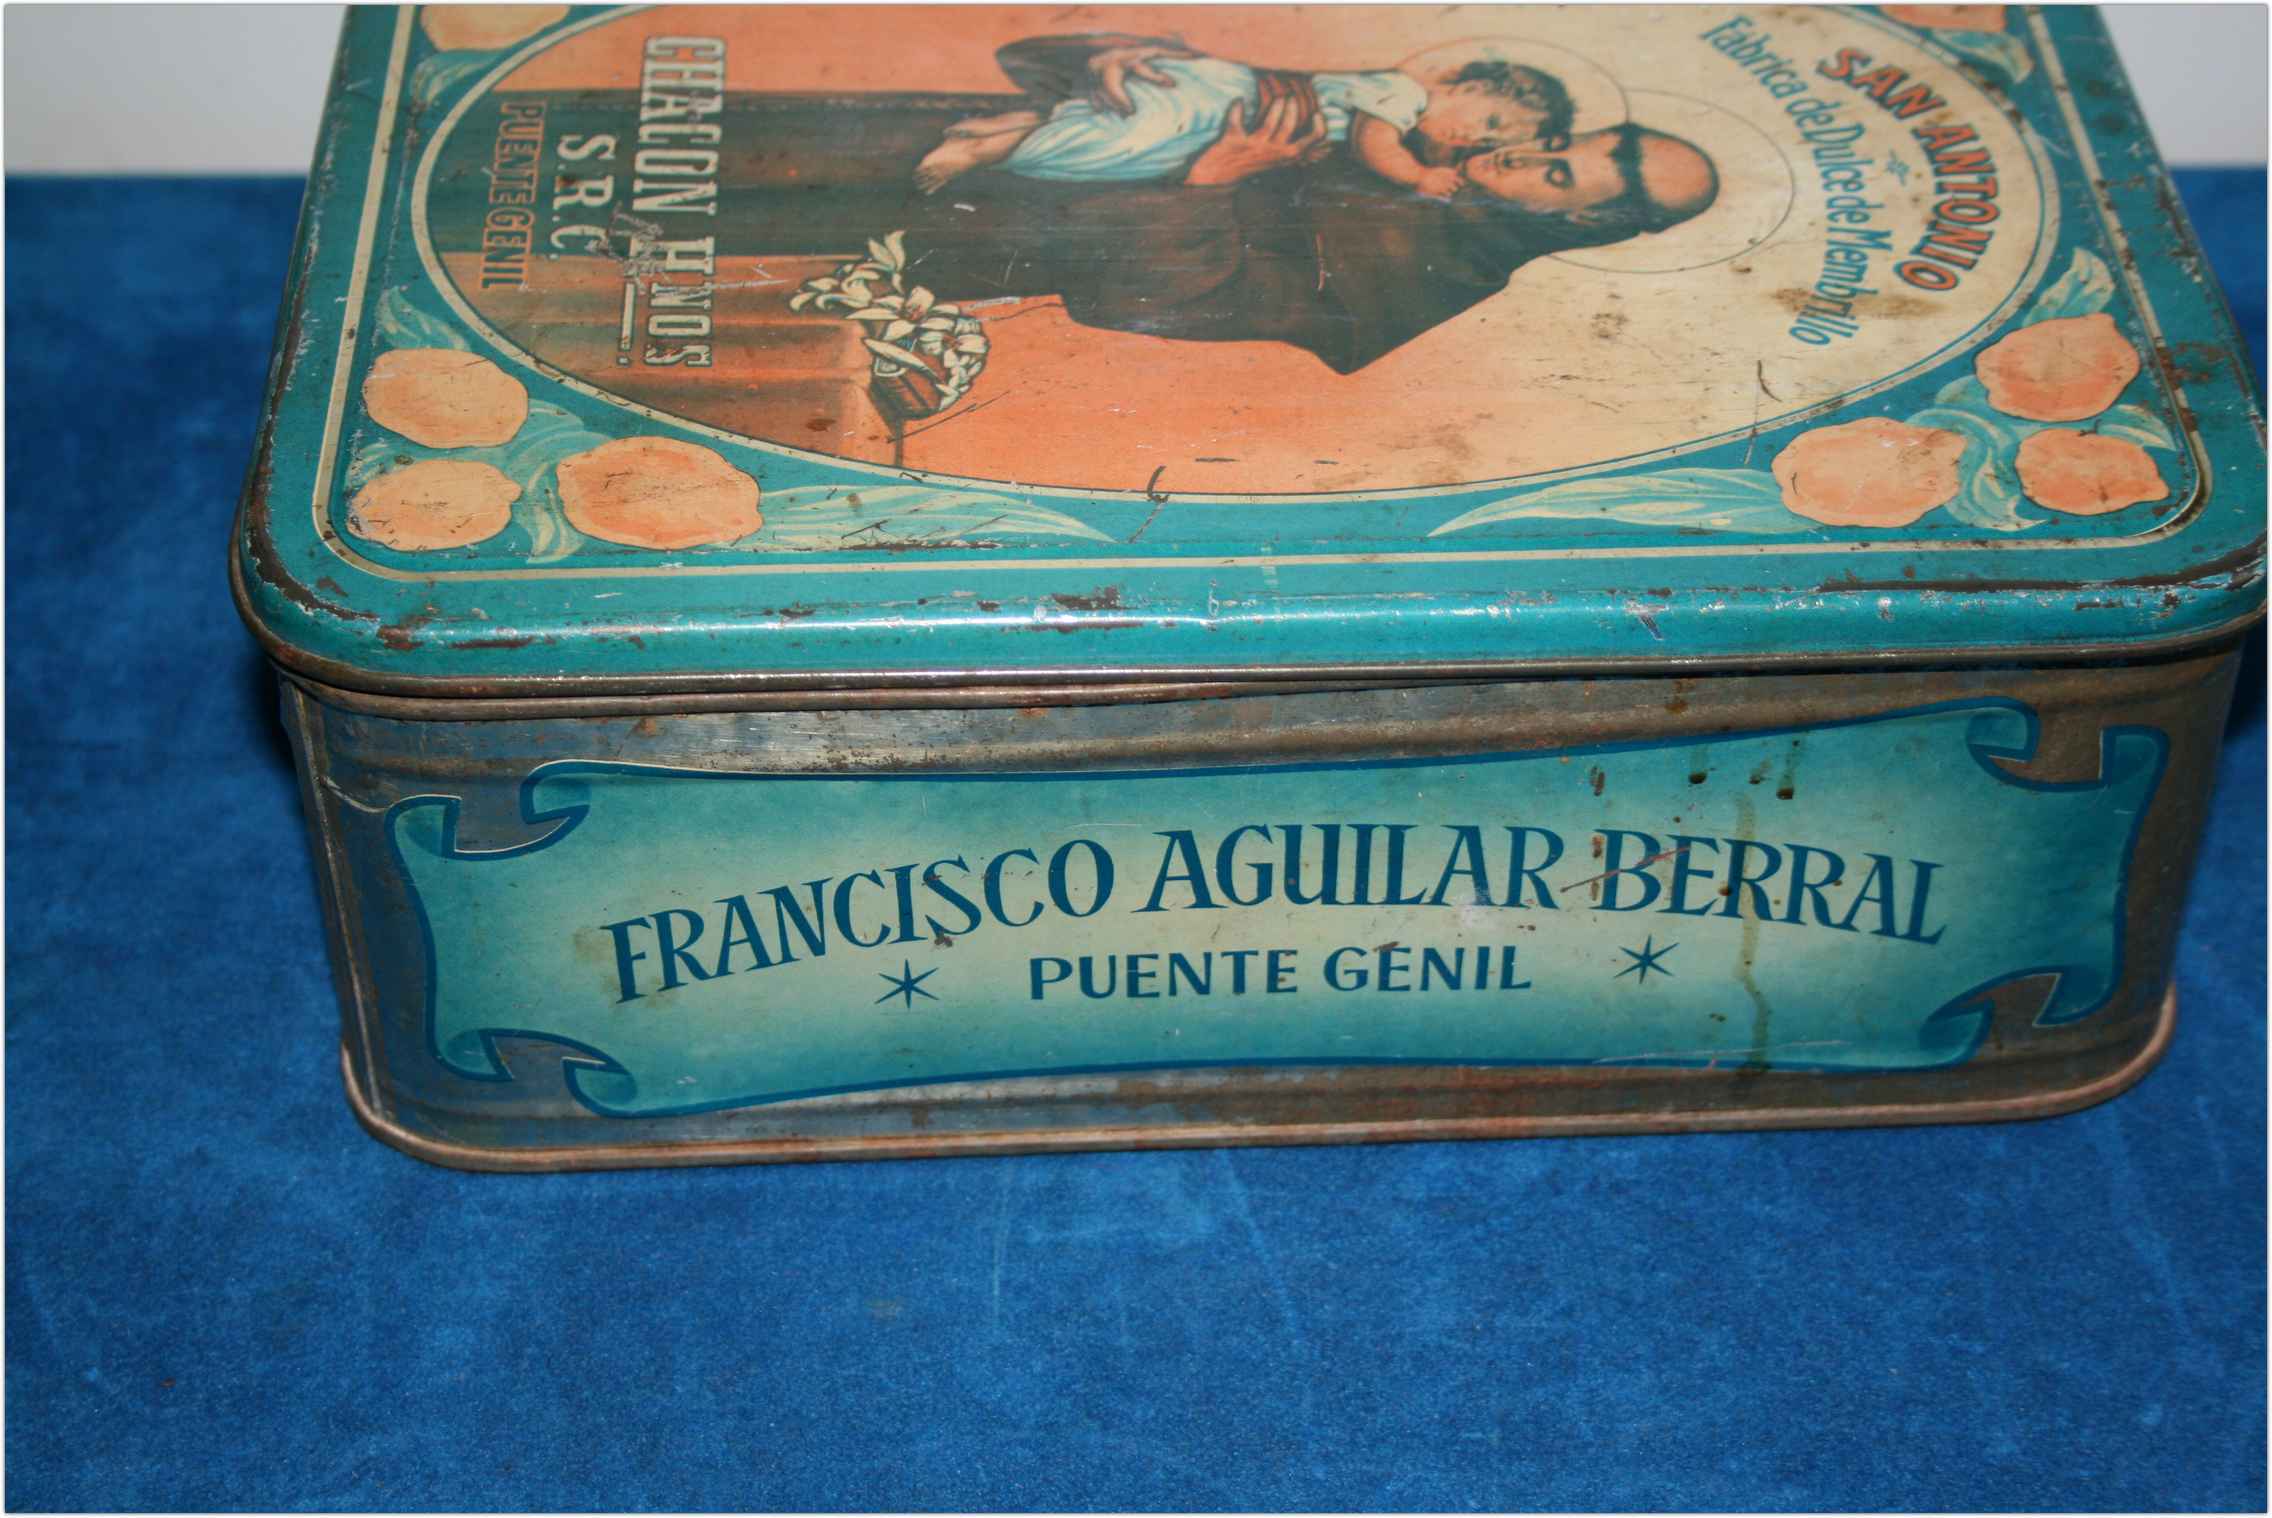 SAN ANTONIO
Fabrica de Dulce de Membrillo
CHACON HNOS
S.R.C.
PUENTE GENIL
FRANCISCO AGUILAR BERRAL
PUENTE GENIL